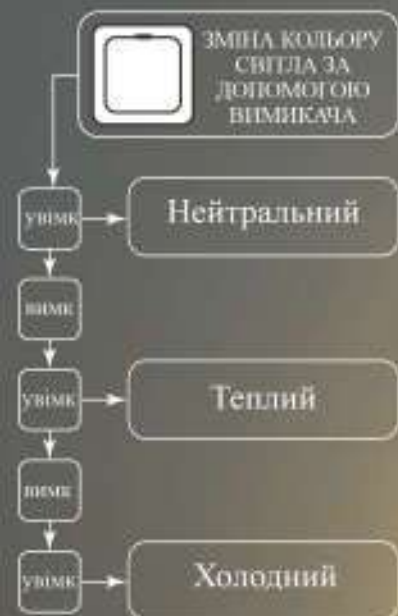 ЗМІНА КОЛЬОРУ
СВІТЛА ЗА
ДОПОМОГОЮ
ВИМИКАЧА
УВІМК
Нейтральний
ВИМК
УВІМК
Теплий
ВИМК
УВІМК
Холодний